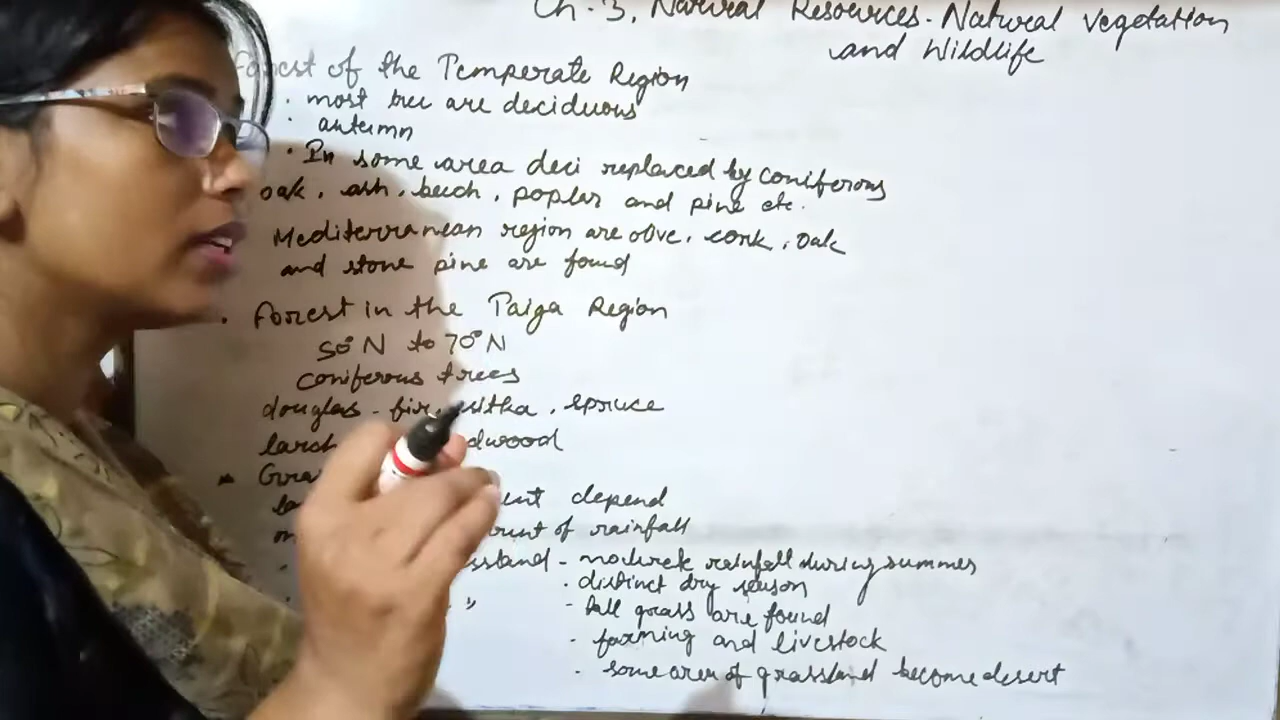 Ch-3, Natural Resources-Natural vegetation
and Wildlife
Forest of the Temperate Region
· most tree are deciduous
· autumn
· In some area deci replaced by coniferous
oak, ash, beech, poplar and pine etc.
Mediterranean region are olive, cork, oak
and stone pine are found
· Forest in the Taiga Region
50° N to 70° N
Coniferous trees
douglas - fir, sitka, spruce
larch dwood
Gra
depend
of rainfall
ssland - moderate rainfall during summer
· distinct dry season
- tall grass are found
- farming and livestock
- some area of grassland become desert